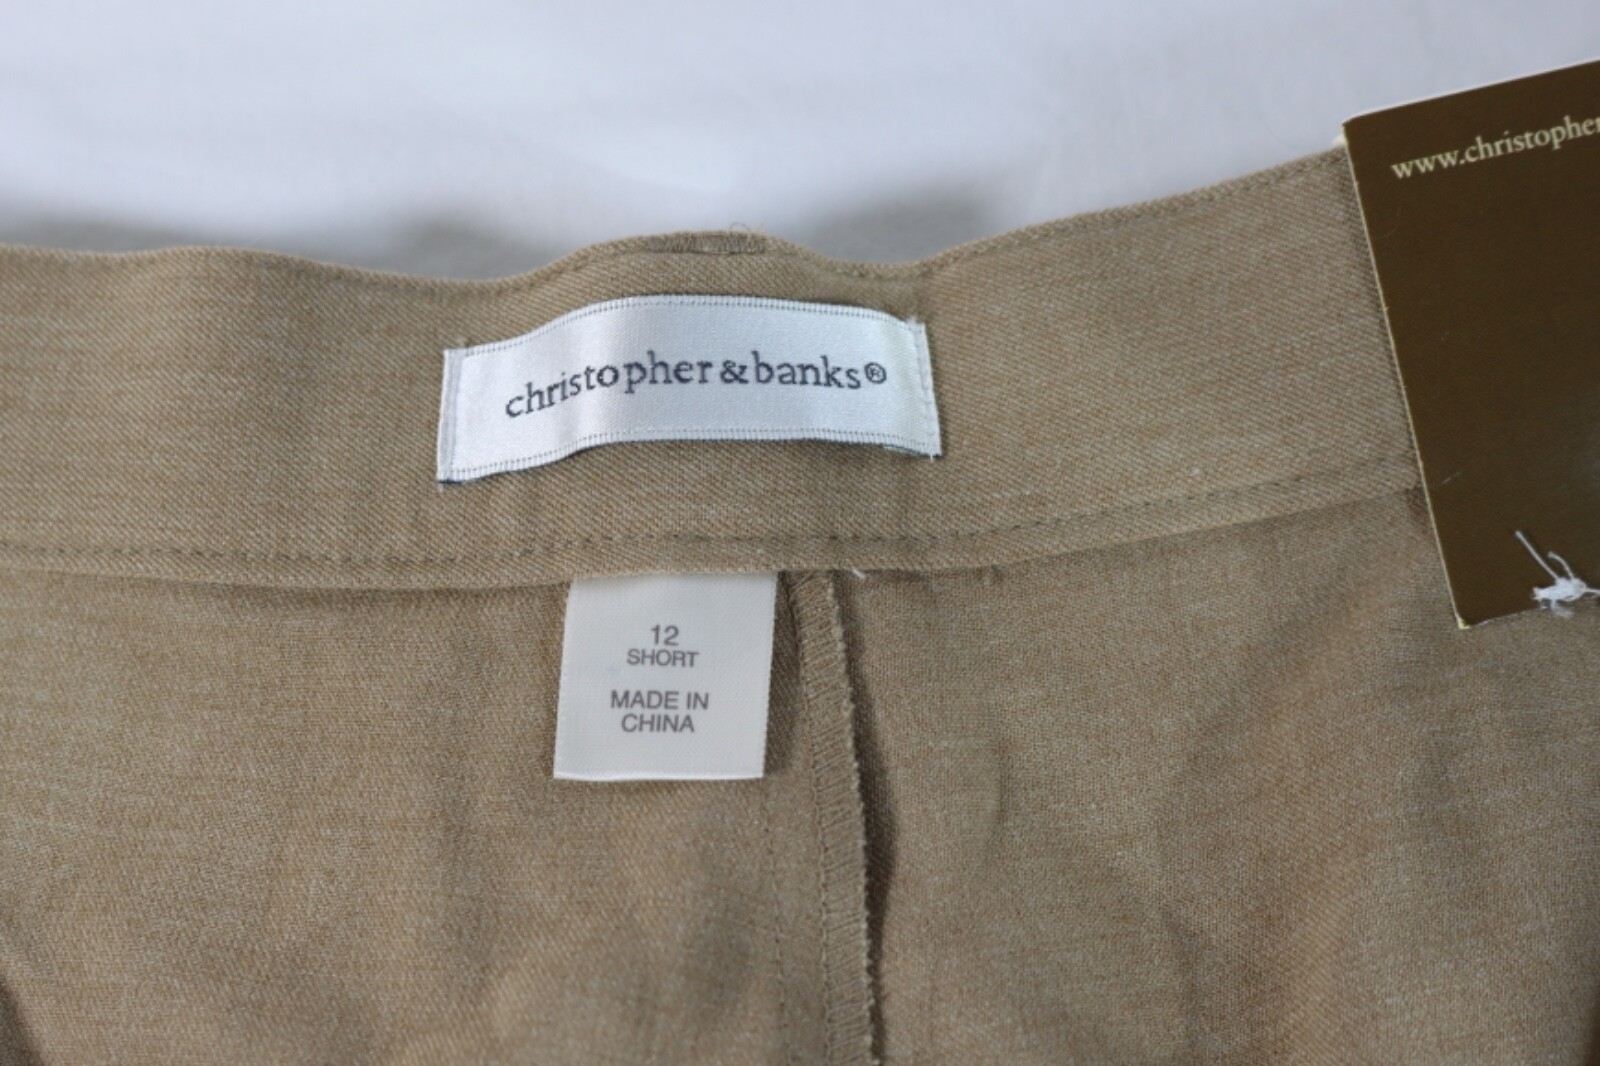 www.christopher
christopher&banks®
12
SHORT
MADE IN
CHINA